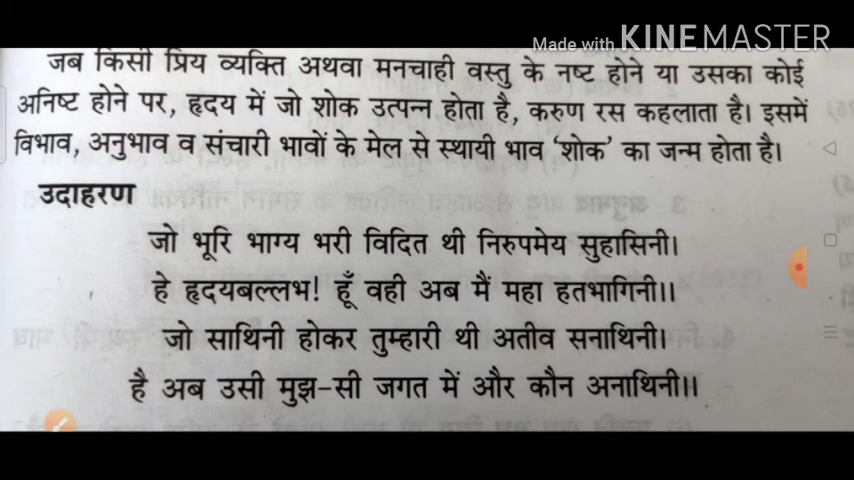 Made with KINEMASTER
जब किसी प्रिय व्यक्ति अथवा मनचाही वस्तु के नष्ट होने या उसका कोई
अनिष्ट होने पर, हृदय में जो शोक उत्पन्न होता है, करुण रस कहलाता है। इसमें
विभाव, अनुभाव व संचारी भावों के मेल से स्थायी भाव 'शोक' का जन्म होता है।
उदाहरण
जो भूरि भाग्य भरी विदित थी निरुपमेय सुहासिनी।
हे हृदयबल्लभ! हूँ वही अब मैं महा हतभागिनी।।
जो साथिनी होकर तुम्हारी थी अतीव सनाथिनी।
है अब उसी मुझ-सी जगत में और कौन अनाथिनी।।